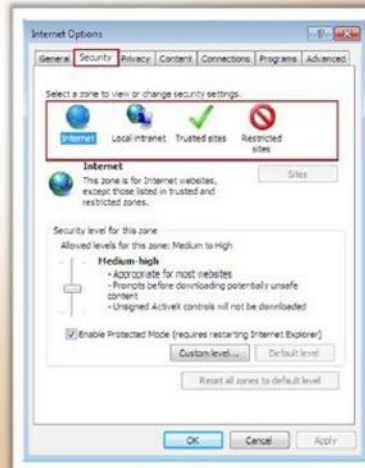 Internet Options
General Security Privacy Content Connections Programs Advanced
Select a zone to view or change security settings.
Internet Local intranet Trusted sites Restricted sites
Internet
Sites
This zone is for Internet websites,
except those listed in trusted and
restricted zones.
Security level for this zone
Allowed levels for this zone: Medium to High
Medium-high
- Appropriate for most websites
- Prompts before downloading potentially unsafe
content
- Unsigned ActiveX controls will not be downloaded
Enable Protected Mode (requires restarting Internet Explorer)
Custom level... Default level
Reset all zones to default level
OK Cancel Apply